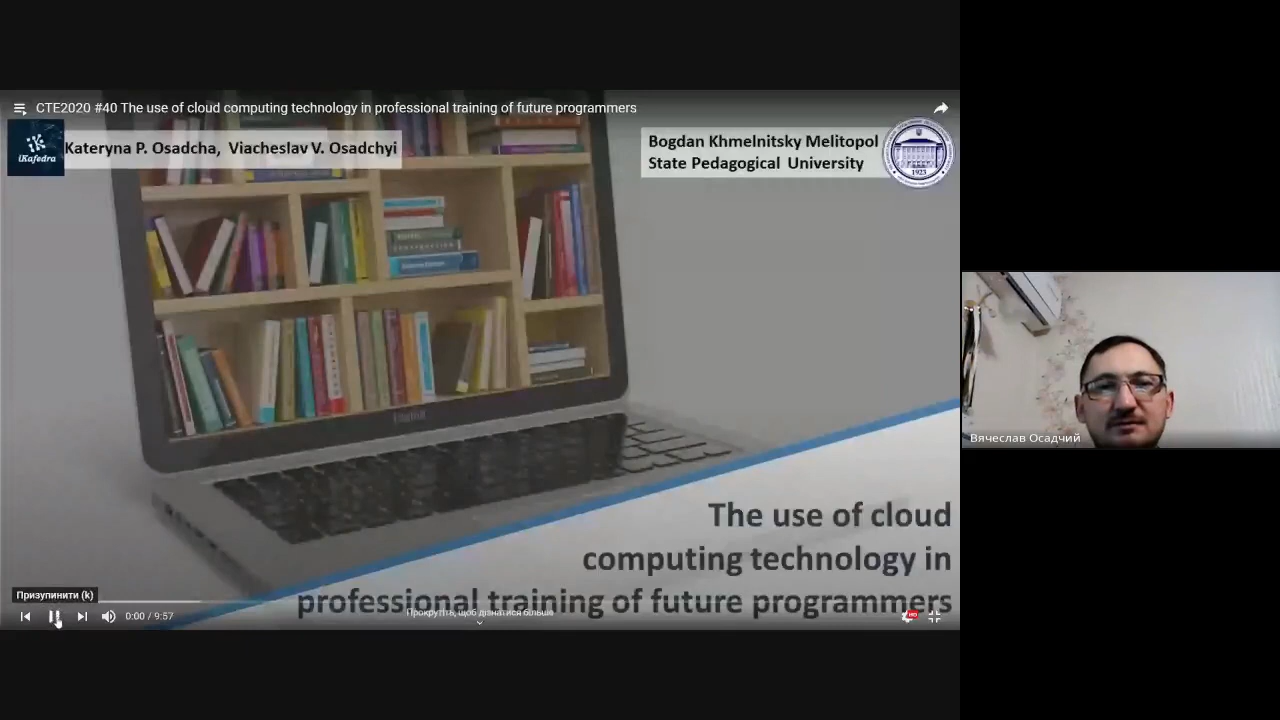 CTE2020 #40 The use of cloud computing technology in professional training of future programmers
iKafedra
Kateryna P. Osadcha, Viacheslav V. Osadchyi
Bogdan Khmelnitsky Melitopol
State Pedagogical University
1923
The use of cloud
computing technology in
professional training of future programmers
Вячеслав Осадчий
Призупинити (k)
Прокрутіть, щоб дізнатися більше
0:00 / 9:57
HD